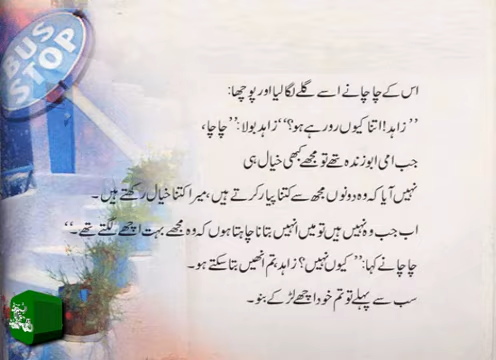 BUS
STOP
اس کے چاچا نے اسے گلے لگا لیا اور پوچھا:
’’زاہد! اتنا کیوں رو رہے ہو؟‘‘ زاہد بولا: ’’چاچا،
جب امی ابو زندہ تھے تو مجھے کبھی خیال ہی
نہیں آیا کہ وہ دونوں مجھ سے کتنا پیار کرتے ہیں، میرا کتنا خیال رکھتے ہیں۔
اب جب وہ نہیں ہیں تو میں انہیں بتانا چاہتا ہوں کہ وہ مجھے بہت اچھے لگتے تھے۔‘‘
چاچا نے کہا: ’’کیوں نہیں؟ زاہد، تم انھیں بتا سکتے ہو۔
سب سے پہلے تو تم خود اچھے لڑکے بنو۔